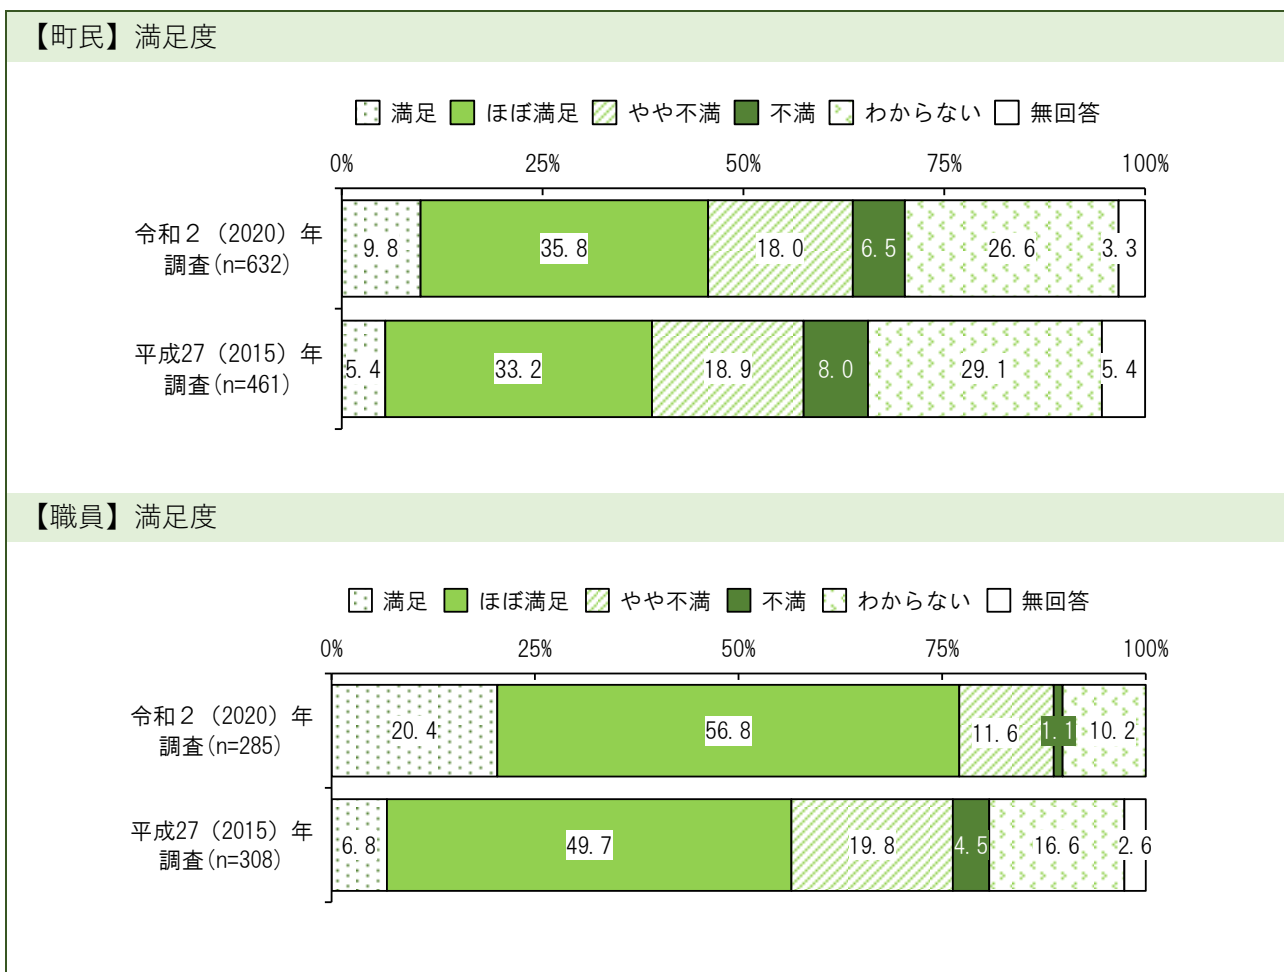 【町民】満足度
満足 ほぼ満足 やや不満 不満 わからない 無回答
0% 25% 50% 75% 100%
令和2（2020）年
調査(n=632)
9.8 35.8 18.0 6.5 26.6 3.3
平成27（2015）年
調査(n=461)
5.4 33.2 18.9 8.0 29.1 5.4
【職員】満足度
満足 ほぼ満足 やや不満 不満 わからない 無回答
0% 25% 50% 75% 100%
令和2（2020）年
調査(n=285)
20.4 56.8 11.6 1.1 10.2
平成27（2015）年
調査(n=308)
6.8 49.7 19.8 4.5 16.6 2.6